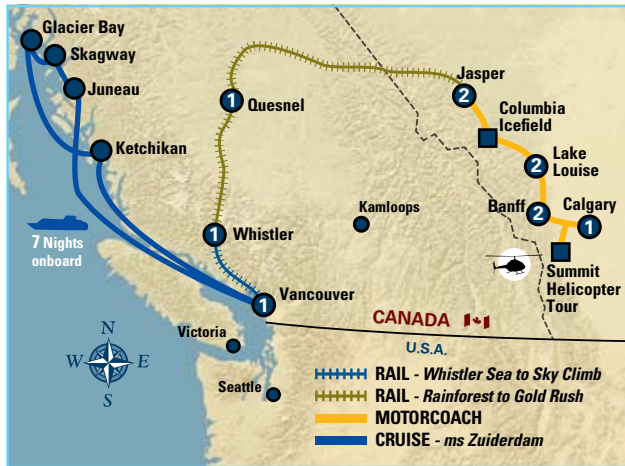 Glacier Bay
Skagway
Juneau
Ketchikan
7 Nights
onboard
1
Quesnel
1
Whistler
1
Vancouver
Victoria
Seattle
Kamloops
Jasper
2
Columbia
Icefield
2
Lake
Louise
Banff
2
Calgary
1
Summit
Helicopter
Tour
CANADA
U.S.A.
N
W
E
S
RAIL - Whistler Sea to Sky Climb
RAIL - Rainforest to Gold Rush
MOTORCOACH
CRUISE - ms Zuiderdam